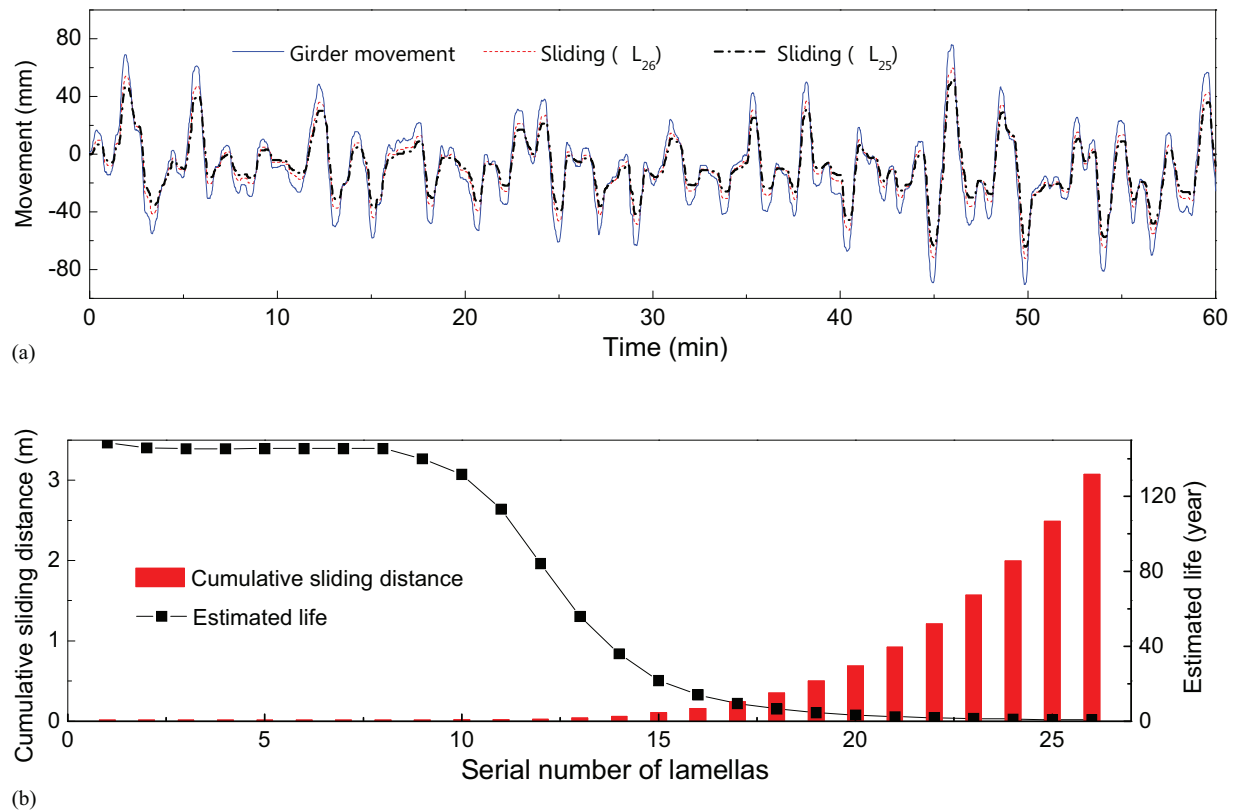 80
40
0
-40
-80
Movement (mm)
Girder movement
Sliding ( L26)
Sliding ( L25)
0 10 20 30 40 50 60
Time (min)
(a)
3
2
1
0
Cumulative sliding distance (m)
Cumulative sliding distance
Estimated life
120
80
40
0
Estimated life (year)
0 5 10 15 20 25
Serial number of lamellas
(b)